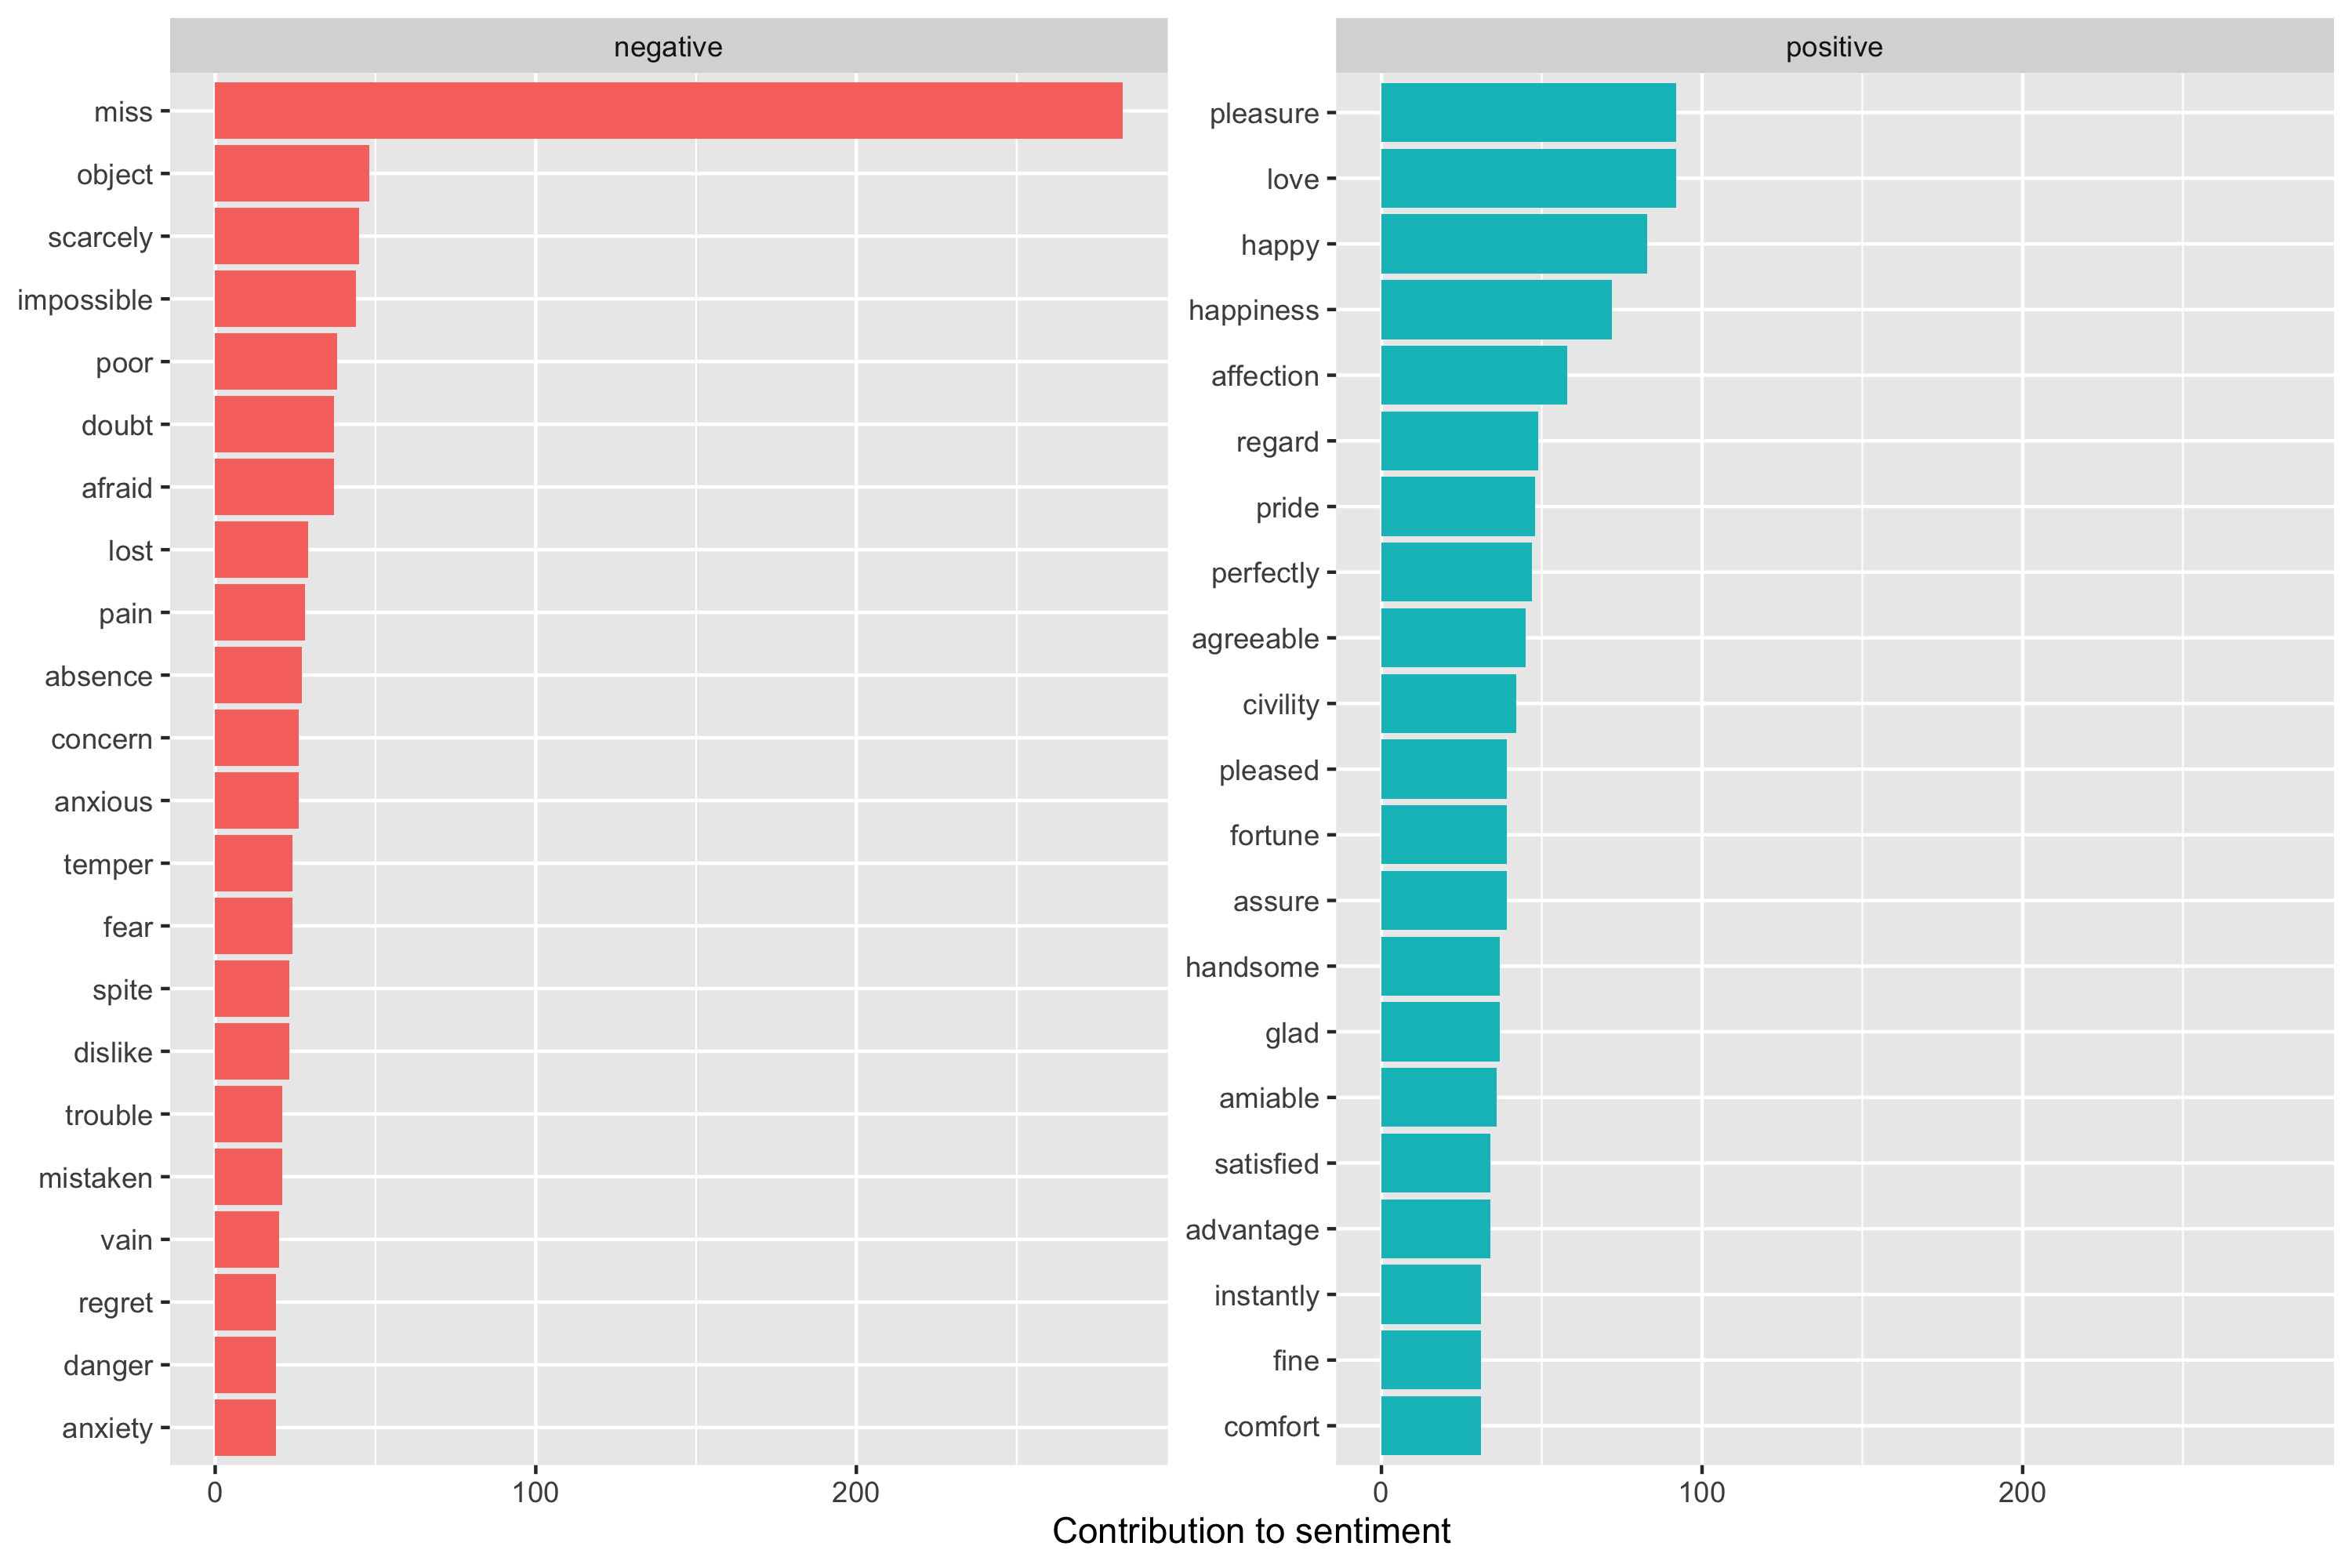 negative
miss
object
scarcely
impossible
poor
doubt
afraid
lost
pain
absence
concern
anxious
temper
fear
spite
dislike
trouble
mistaken
vain
regret
danger
anxiety
0 100 200
positive
pleasure
love
happy
happiness
affection
regard
pride
perfectly
agreeable
civility
pleased
fortune
assure
handsome
glad
amiable
satisfied
advantage
instantly
fine
comfort
0 100 200
Contribution to sentiment